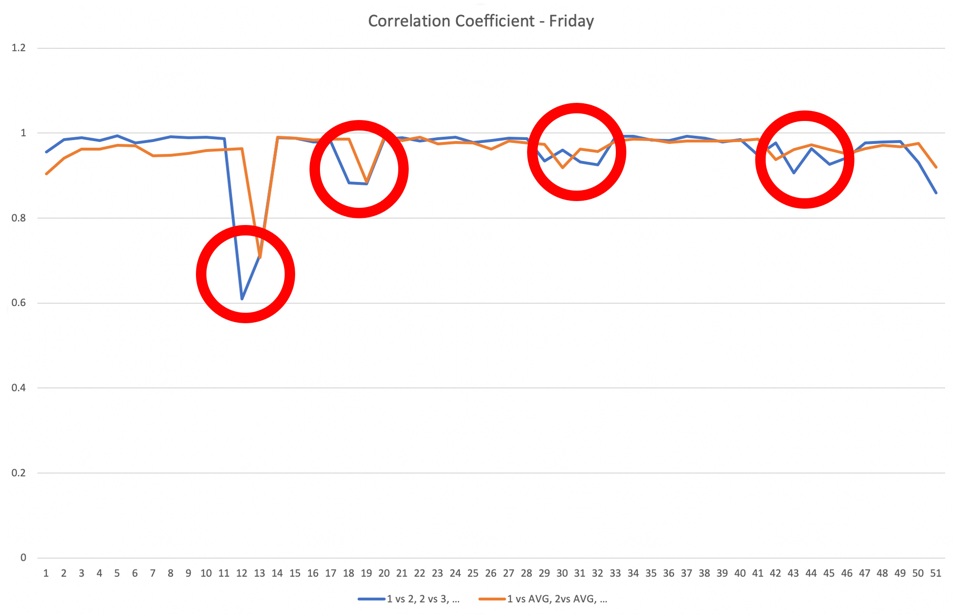 Correlation Coefficient - Friday
1.2
1
0.8
0.6
0.4
0.2
0
1 2 3 4 5 6 7 8 9 10 11 12 13 14 15 16 17 18 19 20 21 22 23 24 25 26 27 28 29 30 31 32 33 34 35 36 37 38 39 40 41 42 43 44 45 46 47 48 49 50 51
1 vs 2, 2 vs 3, ... 1 vs AVG, 2vs AVG, ...